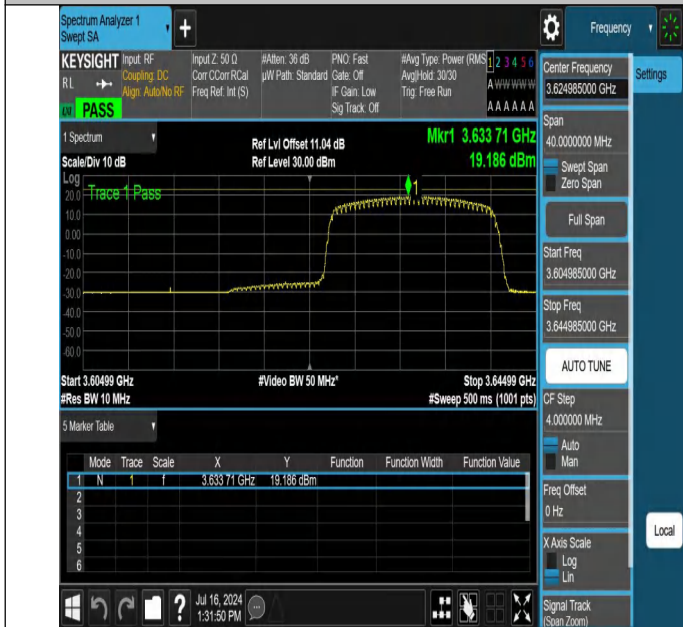 Spectrum Analyzer 1
Swept SA
+
Frequency
KEYSIGHT
RL
PASS
Input: RF
Coupling: DC
Align: Auto/No RF
Input Z: 50 Ω
Corr CCorr RCal
Freq Ref: Int (S)
#Atten: 36 dB
µW Path: Standard
PNO: Fast
Gate: Off
IF Gain: Low
Sig Track: Off
#Avg Type: Power (RMS
Avg|Hold: 30/30
Trig: Free Run
1 2 3 4 5 6
A W W W W W
A A A A A A
1 Spectrum
Scale/Div 10 dB
Ref Lvl Offset 11.04 dB
Ref Level 30.00 dBm
Mkr1 3.633 71 GHz
19.186 dBm
Log
Trace 1 Pass
1
20.0
10.0
0.00
-10.0
-20.0
-30.0
-40.0
-50.0
-60.0
Start 3.60499 GHz
#Res BW 10 MHz
#Video BW 50 MHz*
Stop 3.64499 GHz
#Sweep 500 ms (1001 pts)
5 Marker Table
Mode Trace Scale X Y Function Function Width Function Value
1 N 1 f 3.633 71 GHz 19.186 dBm
2
3
4
5
6
?
Jul 16, 2024
1:31:50 PM
Center Frequency
3.624985000 GHz
Settings
Span
40.0000000 MHz
Swept Span
Zero Span
Full Span
Start Freq
3.604985000 GHz
Stop Freq
3.644985000 GHz
AUTO TUNE
CF Step
4.000000 MHz
Auto
Man
Freq Offset
0 Hz
X Axis Scale
Log
Lin
Local
Signal Track
(Span Zoom)